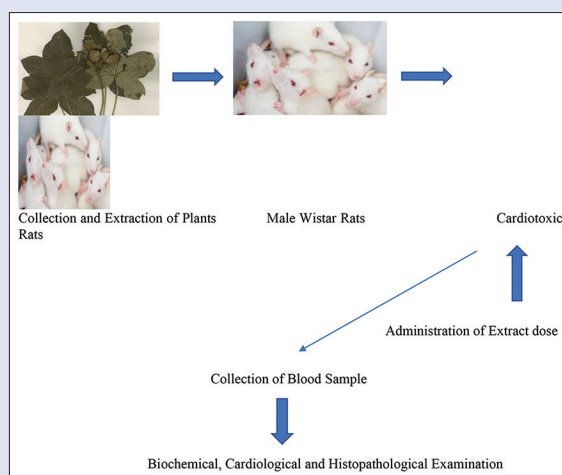 Collection and Extraction of Plants Male Wistar Rats Cardiotoxic
Rats
Administration of Extract dose
Collection of Blood Sample
Biochemical, Cardiological and Histopathological Examination